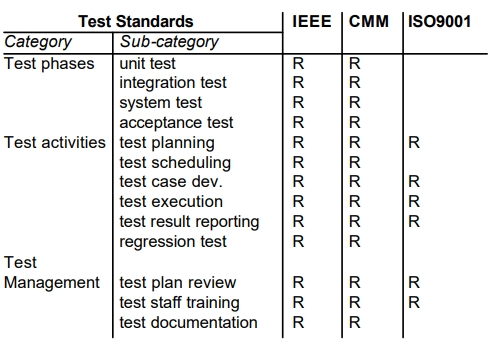 Test Standards IEEE CMM ISO9001
Category Sub-category
Test phases unit test R R
integration test R R
system test R R
acceptance test R R
Test activities test planning R R R
test scheduling R R
test case dev. R R R
test execution R R R
test result reporting R R R
regression test R R
Test
Management test plan review R R R
test staff training R R R
test documentation R R